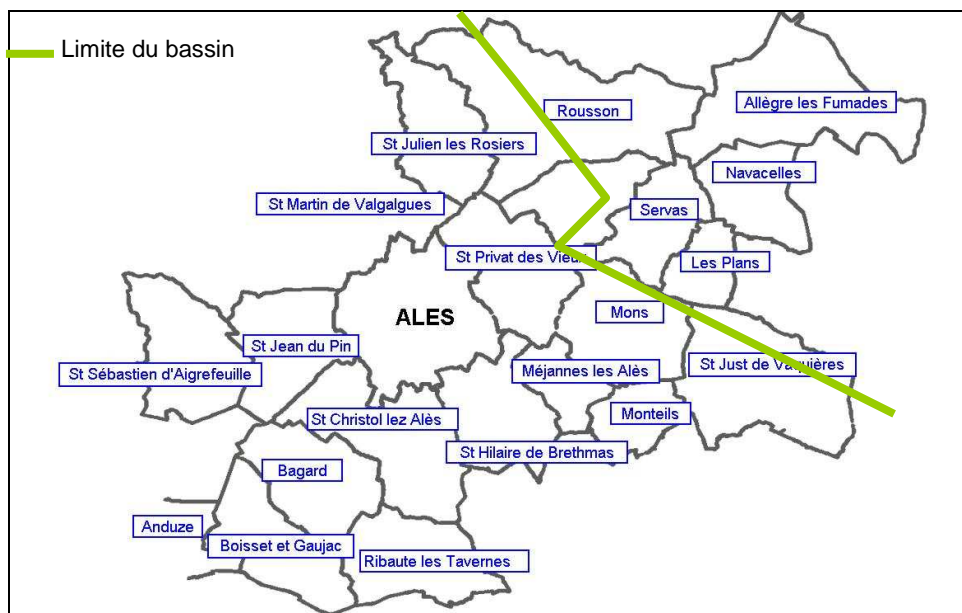 Limite du bassin
Rousson
Allègre les Fumades
St Julien les Rosiers
Navacelles
St Martin de Valgalgues
Servas
St Privat des Vieux
Les Plans
Mons
ALES
St Jean du Pin
St Sébastien d'Aigrefeuille
Méjannes les Alès
St Just de Vaquières
St Christol lez Alès
Monteils
St Hilaire de Brethmas
Bagard
Anduze
Boisset et Gaujac
Ribaute les Tavernes